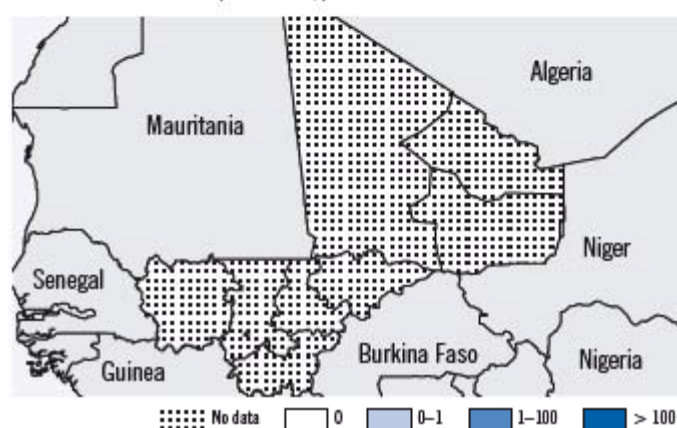 Algeria
Mauritania
Niger
Senegal
Burkina Faso
Nigeria
Guinea
No data 0 0–1 1–100 > 100